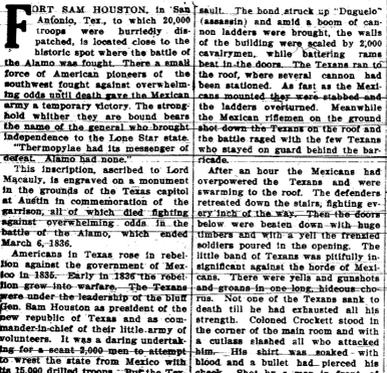 FORT SAM HOUSTON, in San
Antonio, Tex., to which 20,000
troops were hurriedly dis-
patched, is located close to the
historic spot where the battle of
the Alamo was fought. There a small
force of American pioneers of the
southwest fought against overwhelm-
ing odds until death gave the Mexican
army a temporary victory. The strong-
hold whither they are bound bears
the name of the general who brought
independence to the Lone Star state.
"Thermopylae had its messenger of
defeat. Alamo had none."
This inscription, ascribed to Lord
Macauly, is engraved on a monument
in the grounds of the Texas capitol
at Austin in commemoration of the
garrison, all of which died fighting
against overwhelming odds in the
battle of the Alamo, which ended
March 6, 1836.
Americans in Texas rose in rebel-
lion against the government of Mex-
ico in 1835. Early in 1836 the rebel-
lion grew into warfare. The Texans
were under the leadership of the bluff
Gen. Sam Houston as president of the
new republic of Texas and as com-
mander-in-chief of their little army of
volunteers. It was a daring undertak-
ing for a scant 2,000 men to attempt
to wrest the state from Mexico with
its 25,000 drilled troops. But the Tex-
sault. The bond struck up "Duguelo"
(assassin) and amid a boom of can-
non ladders were brought, the walls
of the building were scaled by 2,000
cavalrymen, while battering rams
beat in the doors. The Texans ran to
the roof, where several cannon had
been stationed. As fast as the Mexi-
cans mounted they were stabbed and
the ladders overturned. Meanwhile
the Mexican riflemen on the ground
shot down the Texans on the roof and
the battle raged with the few Texans
who stayed on guard behind the bar-
ricade.
After an hour the Mexicans had
overpowered the Texans and were
swarming to the roof. The defenders
retreated down the stairs, fighting ev-
ery inch of the way. Then the doors
below were beaten down with huge
timbers and with a yell the frenzied
soldiers poured in the opening. The
little band of Texans was pitifully in-
significant against the horde of Mexi-
cans. There were yells and gunshots
and groans in one long, hideous cho-
rus. Not one of the Texans sank to
death till he had exhausted all his
strength. Colonel Crockett stood in
the corner of the main room and with
a cutlass slashed all who attacked
him. His shirt was soaked with
blood and a bullet had pierced his